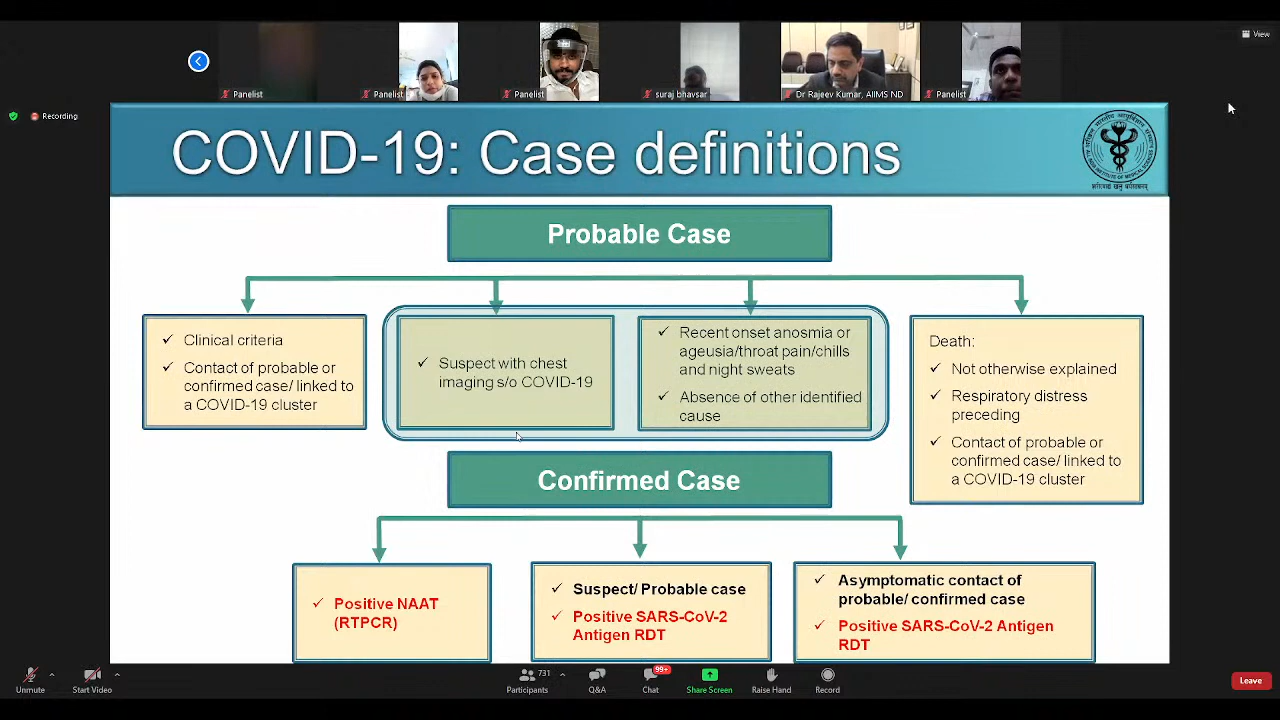 View
Panelist
Panelist
Panelist
suraj bhavsar
Dr Rajeev Kumar, AIIMS ND
Panelist
Recording
COVID-19: Case definitions
Probable Case
Clinical criteria
Contact of probable or
confirmed case/ linked to
a COVID-19 cluster
Suspect with chest
imaging s/o COVID-19
Recent onset anosmia or
ageusia/throat pain/chills
and night sweats
Absence of other identified
cause
Death:
Not otherwise explained
Respiratory distress
preceding
Contact of probable or
confirmed case/ linked to
a COVID-19 cluster
Confirmed Case
Positive NAAT
(RTPCR)
Suspect/ Probable case
Positive SARS-CoV-2
Antigen RDT
Asymptomatic contact of
probable/ confirmed case
Positive SARS-CoV-2 Antigen
RDT
Unmute
Start Video
731
Participants
Q&A
99+
Chat
Share Screen
Raise Hand
Record
Leave